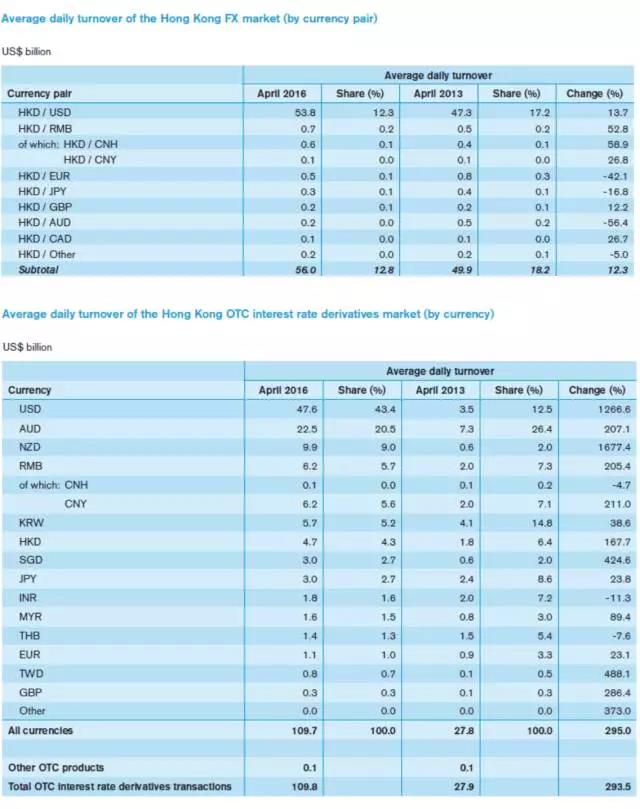 Average daily turnover of the Hong Kong FX market (by currency pair)
US$ billion
Average daily turnover
Currency pair April 2016 Share (%) April 2013 Share (%) Change (%)
HKD / USD 53.8 12.3 47.3 17.2 13.7
HKD / RMB 0.7 0.2 0.5 0.2 52.8
of which: HKD / CNH 0.6 0.1 0.4 0.1 58.9
HKD / CNY 0.1 0.0 0.1 0.0 26.8
HKD / EUR 0.5 0.1 0.8 0.3 -42.1
HKD / JPY 0.3 0.1 0.4 0.1 -16.8
HKD / GBP 0.2 0.1 0.2 0.1 12.2
HKD / AUD 0.2 0.0 0.5 0.2 -56.4
HKD / CAD 0.1 0.0 0.1 0.0 26.7
HKD / Other 0.2 0.0 0.2 0.1 -5.0
Subtotal 56.0 12.8 49.9 18.2 12.3
Average daily turnover of the Hong Kong OTC interest rate derivatives market (by currency)
US$ billion
Average daily turnover
Currency April 2016 Share (%) April 2013 Share (%) Change (%)
USD 47.6 43.4 3.5 12.5 1266.6
AUD 22.5 20.5 7.3 26.4 207.1
NZD 9.9 9.0 0.6 2.0 1677.4
RMB 6.2 5.7 2.0 7.3 205.4
of which: CNH 0.1 0.0 0.1 0.2 -4.7
CNY 6.2 5.6 2.0 7.1 211.0
KRW 5.7 5.2 4.1 14.8 38.6
HKD 4.7 4.3 1.8 6.4 167.7
SGD 3.0 2.7 0.6 2.0 424.6
JPY 3.0 2.7 2.4 8.6 23.8
INR 1.8 1.6 2.0 7.2 -11.3
MYR 1.6 1.5 0.8 3.0 89.4
THB 1.4 1.3 1.5 5.4 -7.6
EUR 1.1 1.0 0.9 3.3 23.1
TWD 0.8 0.7 0.1 0.5 488.1
GBP 0.3 0.3 0.1 0.3 286.4
Other 0.0 0.0 0.0 0.0 373.0
All currencies 109.7 100.0 27.8 100.0 295.0
Other OTC products 0.1 0.1
Total OTC interest rate derivatives transactions 109.8 27.9 293.5